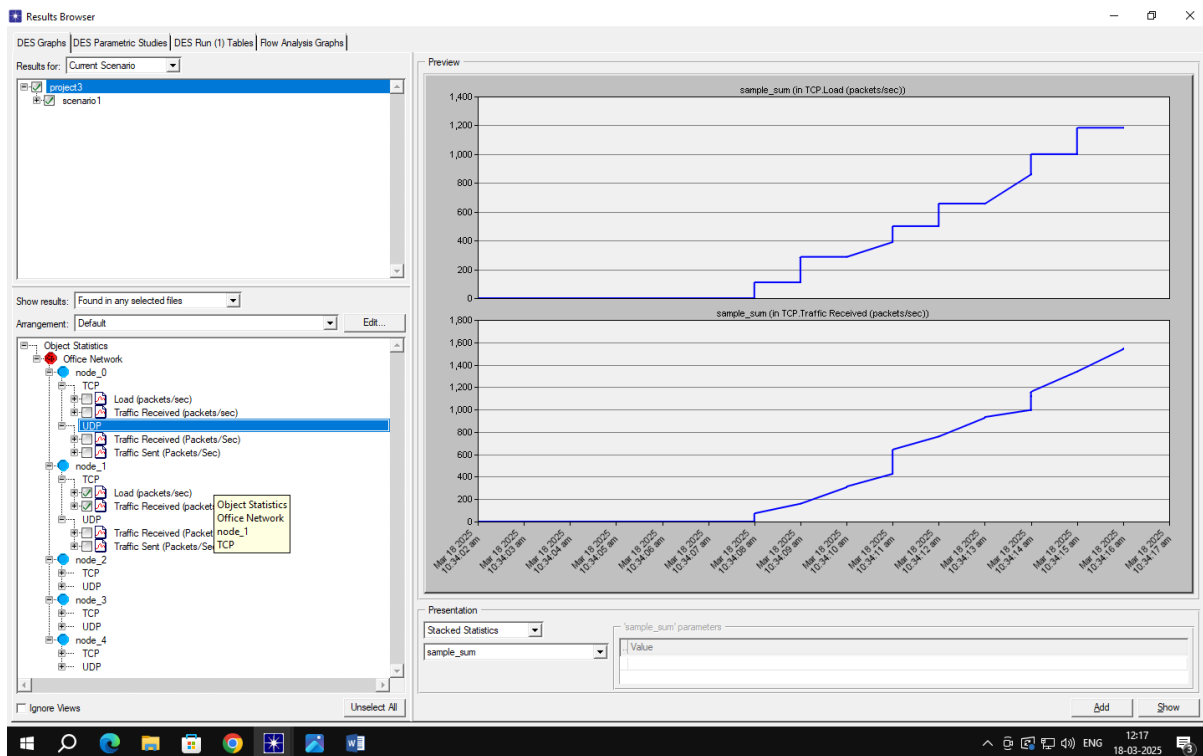 Results Browser
DES Graphs DES Parametric Studies DES Run (1) Tables Flow Analysis Graphs
Results for: Current Scenario
project3
scenario1
Show results: Found in any selected files
Arrangement: Default Edit...
Object Statistics
Office Network
node_0
TCP
Load (packets/sec)
Traffic Received (packets/sec)
UDP
Traffic Received (Packets/Sec)
Traffic Sent (Packets/Sec)
node_1
TCP
Load (packets/sec)
Traffic Received (packet
UDP
Traffic Received (Packet
Traffic Sent (Packets/Se
Object Statistics
Office Network
node_1
TCP
node_2
TCP
UDP
node_3
TCP
UDP
node_4
TCP
UDP
Ignore Views Unselect All
Preview
sample_sum (in TCP.Load (packets/sec))
1,400
1,200
1,000
800
600
400
200
0
sample_sum (in TCP.Traffic Received (packets/sec))
1,800
1,600
1,400
1,200
1,000
800
600
400
200
0
Mar 18 2025 10:34:02 am
Mar 18 2025 10:34:03 am
Mar 18 2025 10:34:04 am
Mar 18 2025 10:34:05 am
Mar 18 2025 10:34:06 am
Mar 18 2025 10:34:07 am
Mar 18 2025 10:34:08 am
Mar 18 2025 10:34:09 am
Mar 18 2025 10:34:10 am
Mar 18 2025 10:34:11 am
Mar 18 2025 10:34:12 am
Mar 18 2025 10:34:13 am
Mar 18 2025 10:34:14 am
Mar 18 2025 10:34:15 am
Mar 18 2025 10:34:16 am
Mar 18 2025 10:34:17 am
Presentation
Stacked Statistics
sample_sum
'sample_sum' parameters
.. Value
Add Show
ENG
12:17
18-03-2025
3